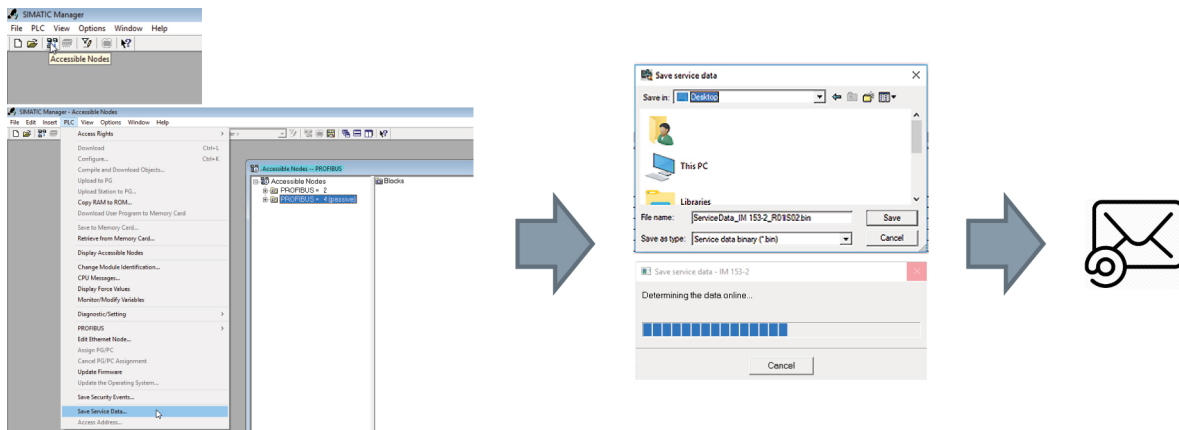 SIMATIC Manager
File PLC View Options Window Help
Accessible Nodes
SIMATIC Manager - Accessible Nodes
File Edit Insert PLC View Options Window Help
Access Rights
Download Ctrl+L
Configure... Ctrl+K
Compile and Download Objects...
Upload to PG
Upload Station to PG...
Copy RAM to ROM...
Download User Program to Memory Card
Save to Memory Card...
Retrieve from Memory Card...
Display Accessible Nodes
Change Module Identification...
CPU Messages...
Display Force Values
Monitor/Modify Variables
Diagnostic/Setting
PROFIBUS
Edit Ethernet Node...
Assign PG/PC
Cancel PG/PC Assignment
Update Firmware
Update the Operating System...
Save Security Events...
Save Service Data...
Access Address...
Accessible Nodes -- PROFIBUS
Accessible Nodes
PROFIBUS = 2
PROFIBUS = 4 (passive)
Blocks
Save service data
Save in: Desktop
This PC
Libraries
File name: ServiceData_IM 153-2_R01\S02.bin
Save
Save as type: Service data binary (*.bin)
Cancel
Save service data - IM 153-2
Determining the data online...
Cancel